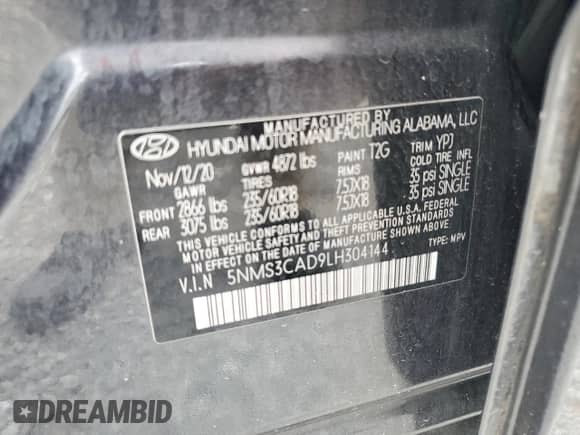 MANUFACTURED BY
HYUNDAI MOTOR MANUFACTURING ALABAMA, LLC
Nov/12/20 GVWR 4872 lbs PAINT T2G TRIM YPJ
GAWR TIRES RIMS COLD TIRE INFL
FRONT 2866 lbs 235/60R18 7.5JX18 35 psi SINGLE
REAR 3075 lbs 235/60R18 7.5JX18 35 psi SINGLE
THIS VEHICLE CONFORMS TO ALL APPLICABLE U.S.A. FEDERAL
MOTOR VEHICLE SAFETY, BUMPER, AND THEFT PREVENTION STANDARDS
IN EFFECT ON THE DATE OF MANUFACTURE SHOWN ABOVE.
V.I.N 5NMS3CAD9LH304144 TYPE: MPV
DREAMBID